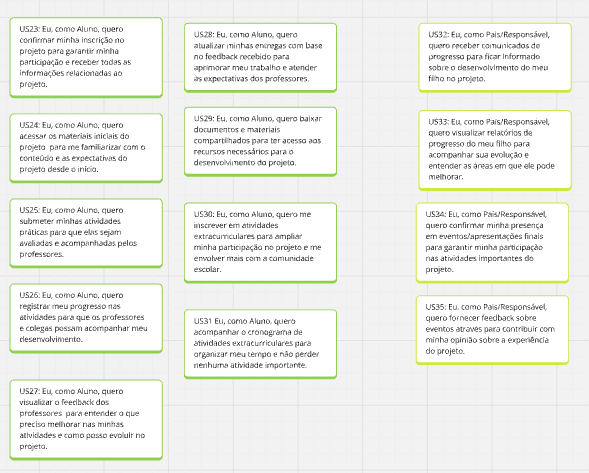 US23: Eu, como Aluno, quero
confirmar minha inscrição no
projeto para garantir minha
participação e receber todas as
informações relacionadas ao
projeto.
US24: Eu, como Aluno, quero
acessar os materiais iniciais do
projeto para me familiarizar com o
conteúdo e as expectativas do
projeto desde o início.
US25: Eu, como Aluno, quero
submeter minhas atividades
práticas para que elas sejam
avaliadas e acompanhadas pelos
professores.
US26: Eu, como Aluno, quero
registrar meu progresso nas
atividades para que os professores
e colegas possam acompanhar meu
desenvolvimento.
US27: Eu, como Aluno, quero
visualizar o feedback dos
professores para entender o que
preciso melhorar nas minhas
atividades e como posso evoluir no
projeto.
US28: Eu, como Aluno, quero
atualizar minhas entregas com base
no feedback recebido para
aprimorar meu trabalho e atender
às expectativas dos professores.
US29: Eu, como Aluno, quero baixar
documentos e materiais
compartilhados para ter acesso aos
recursos necessários para o
desenvolvimento do projeto.
US30: Eu, como Aluno, quero me
inscrever em atividades
extracurriculares para ampliar
minha participação no projeto e me
envolver mais com a comunidade
escolar.
US31 Eu, como Aluno, quero
acompanhar o cronograma de
atividades extracurriculares para
organizar meu tempo e não perder
nenhuma atividade importante.
US32: Eu, como Pais/Responsável,
quero receber comunicados de
progresso para ficar informado
sobre o desenvolvimento do meu
filho no projeto.
US33: Eu, como Pais/Responsável,
quero visualizar relatórios de
progresso do meu filho para
acompanhar sua evolução e
entender as áreas em que ele pode
melhorar.
US34: Eu, como Pais/Responsável,
quero confirmar minha presença
em eventos/apresentações finais
para garantir minha participação
nas atividades importantes do
projeto.
US35: Eu, como Pais/Responsável,
quero fornecer feedback sobre
eventos através para contribuir com
minha opinião sobre a experiência
do projeto.